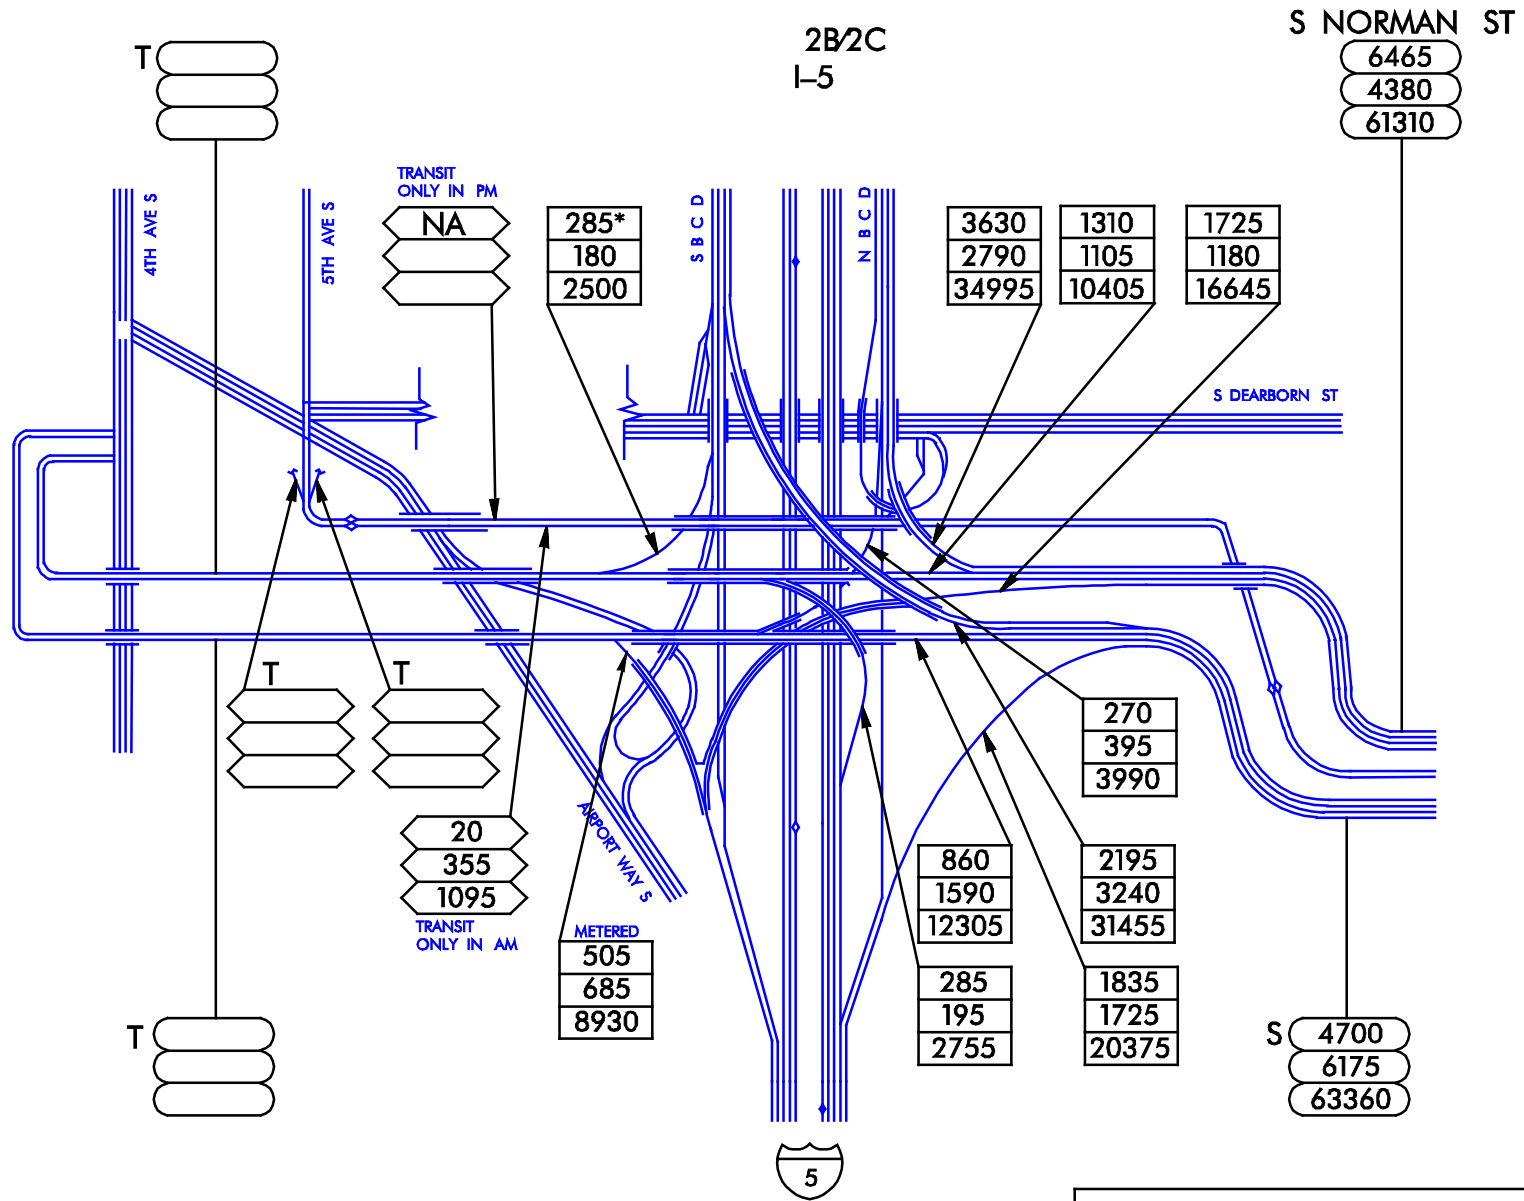 2B/2C
I–5
S NORMAN ST
6465
4380
61310
T
TRANSIT
ONLY IN PM
NA
285*
180
2500
4TH AVE S
5TH AVE S
S B C D
N B C D
3630
2790
34995
1310
1105
10405
1725
1180
16645
S DEARBORN ST
T
T
20
355
1095
TRANSIT
ONLY IN AM
AIRPORT WAY S
METERED
505
685
8930
270
395
3990
860
1590
12305
2195
3240
31455
285
195
2755
1835
1725
20375
T
S
4700
6175
63360
5